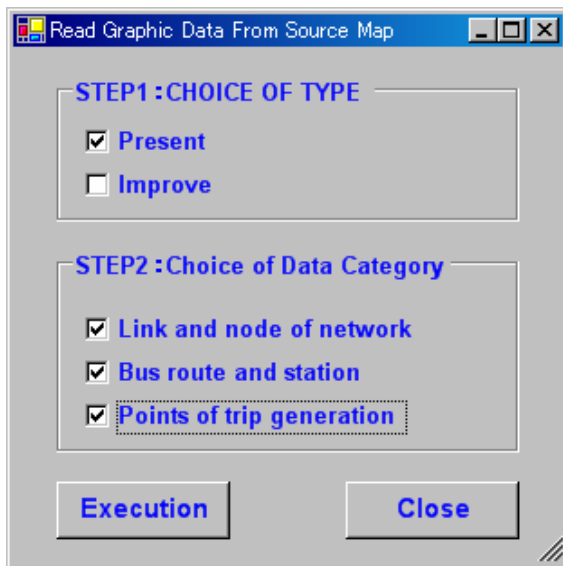 Read Graphic Data From Source Map
STEP1:CHOICE OF TYPE
Present
Improve
STEP2:Choice of Data Category
Link and node of network
Bus route and station
Points of trip generation
Execution Close